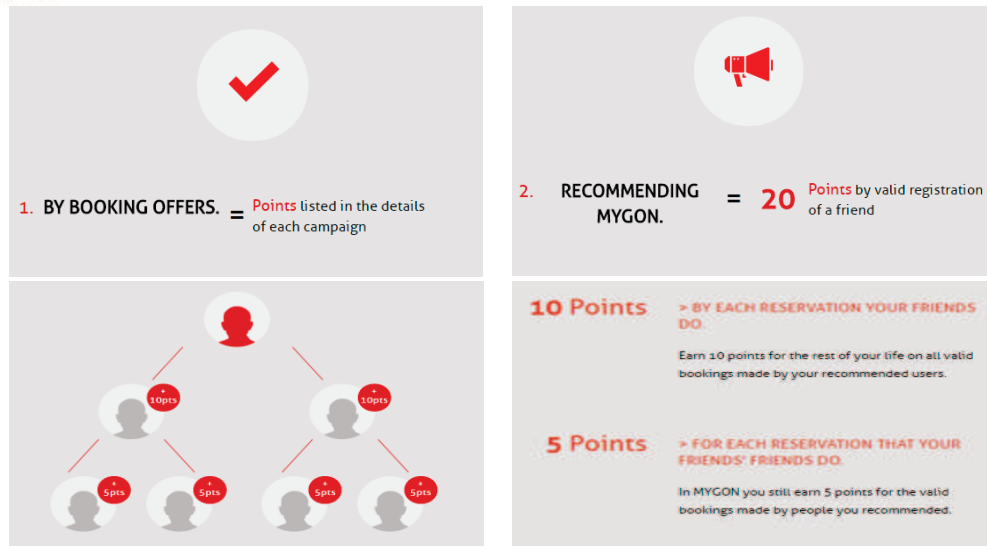 1. BY BOOKING OFFERS. = Points listed in the details
of each campaign
2. RECOMMENDING
MYGON. = 20 Points by valid registration
of a friend
+
10pts
+
10pts
+
5pts
+
5pts
+
5pts
+
5pts
10 Points
> BY EACH RESERVATION YOUR FRIENDS
DO.
Earn 10 points for the rest of your life on all valid
bookings made by your recommended users.
5 Points
> FOR EACH RESERVATION THAT YOUR
FRIENDS' FRIENDS DO.
In MYGON you still earn 5 points for the valid
bookings made by people you recommended.